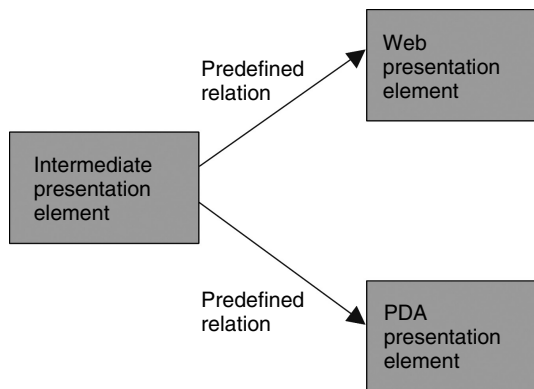 Web
presentation
element
Predefined
relation
Intermediate
presentation
element
Predefined
relation
PDA
presentation
element